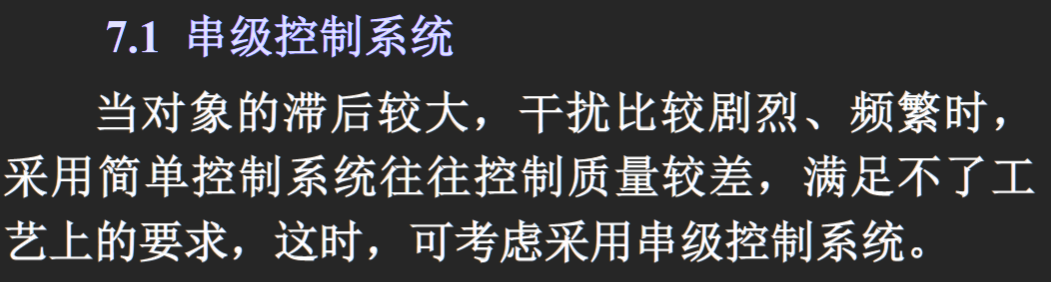 7.1 串级控制系统
当对象的滞后较大，干扰比较剧烈、频繁时，
采用简单控制系统往往控制质量较差，满足不了工
艺上的要求，这时，可考虑采用串级控制系统。